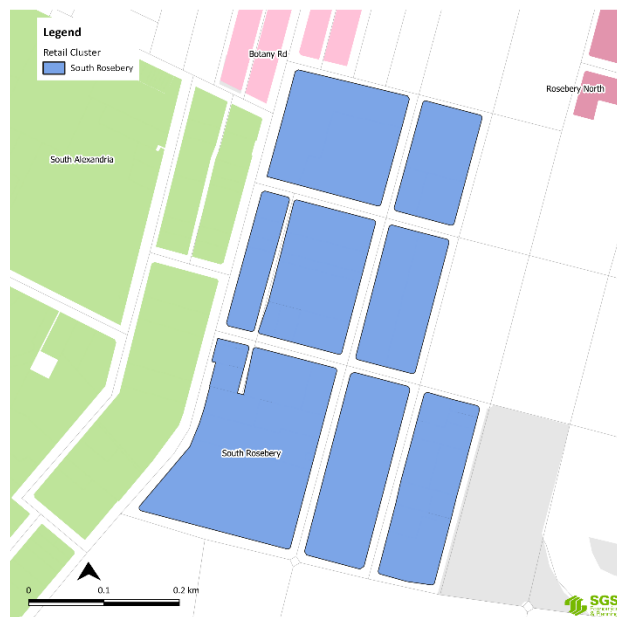 Legend
Retail Cluster
South Rosebery
Botany Rd
Rosebery North
South Alexandria
South Rosebery
0 0.1 0.2 km
SGS